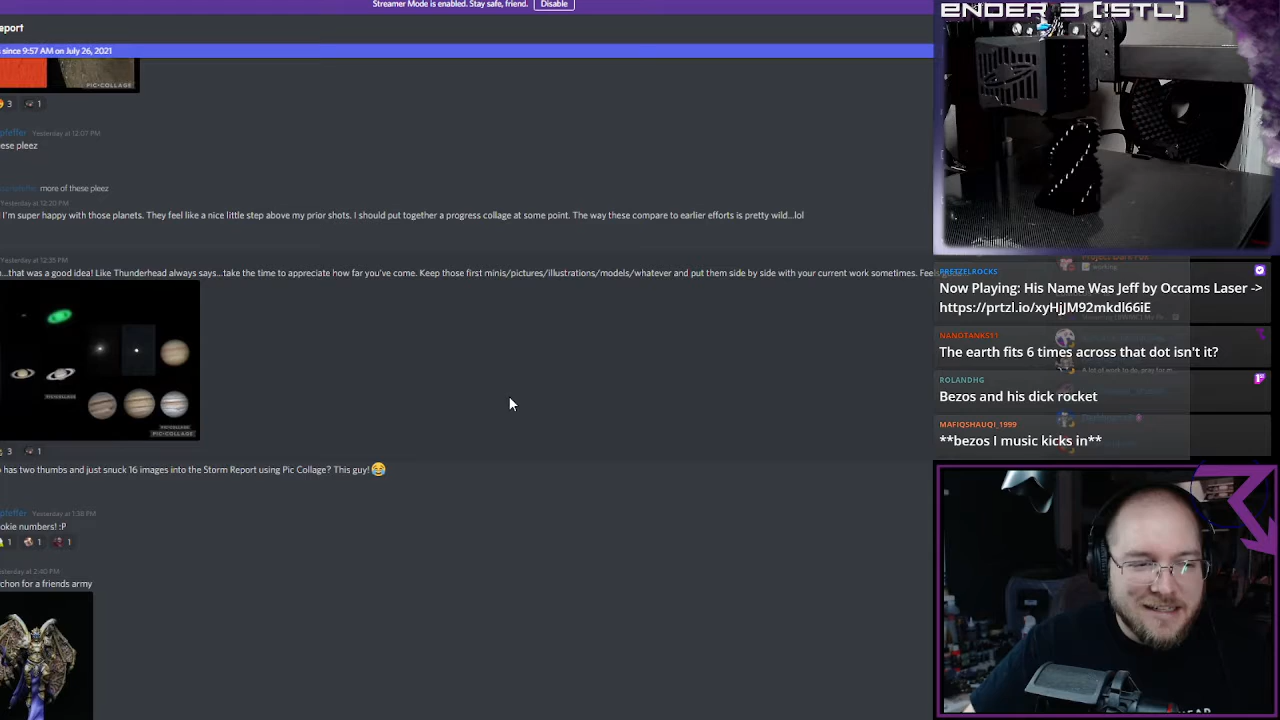 Streamer Mode is enabled. Stay safe, friend. Disable
eport
since 9:57 AM on July 26, 2021
PIC•COLLAGE
3 1
pfeffer Yesterday at 12:07 PM
ese pleez
more of these pleez
Yesterday at 12:20 PM
I'm super happy with those planets. They feel like a nice little step above my prior shots. I should put together a progress collage at some point. The way these compare to earlier efforts is pretty wild...lol
Yesterday at 12:35 PM
...that was a good idea! Like Thunderhead always says...take the time to appreciate how far you've come. Keep those first minis/pictures/illustrations/models/whatever and put them side by side with your current work sometimes. Feels
PIC•COLLAGE
PIC•COLLAGE
PIC•COLLAGE
3 1
o has two thumbs and just snuck 16 images into the Storm Report using Pic Collage? This guy!
pfeffer Yesterday at 1:38 PM
okie numbers! :P
1 1 1
esterday at 2:40 PM
chon for a friends army
ENDER 3 [!STL]
PRETZELROCKS
Now Playing: His Name Was Jeff by Occams Laser ->
https://prtzl.io/xyHjJM92mkdl66iE
NANOTANKS11
The earth fits 6 times across that dot isn't it?
ROLANDHG
Bezos and his dick rocket
MAFIQSHAUQI_1999
**bezos I music kicks in**